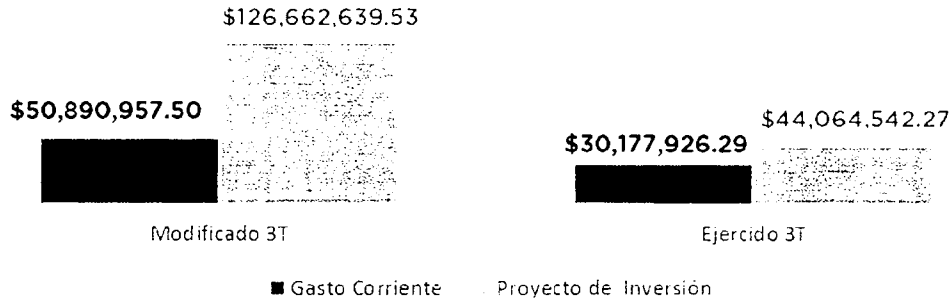 $126,662,639.53
$50,890,957.50
$44,064,542.27
$30,177,926.29
Modificado 3T
Ejercido 3T
Gasto Corriente
Proyecto de Inversión